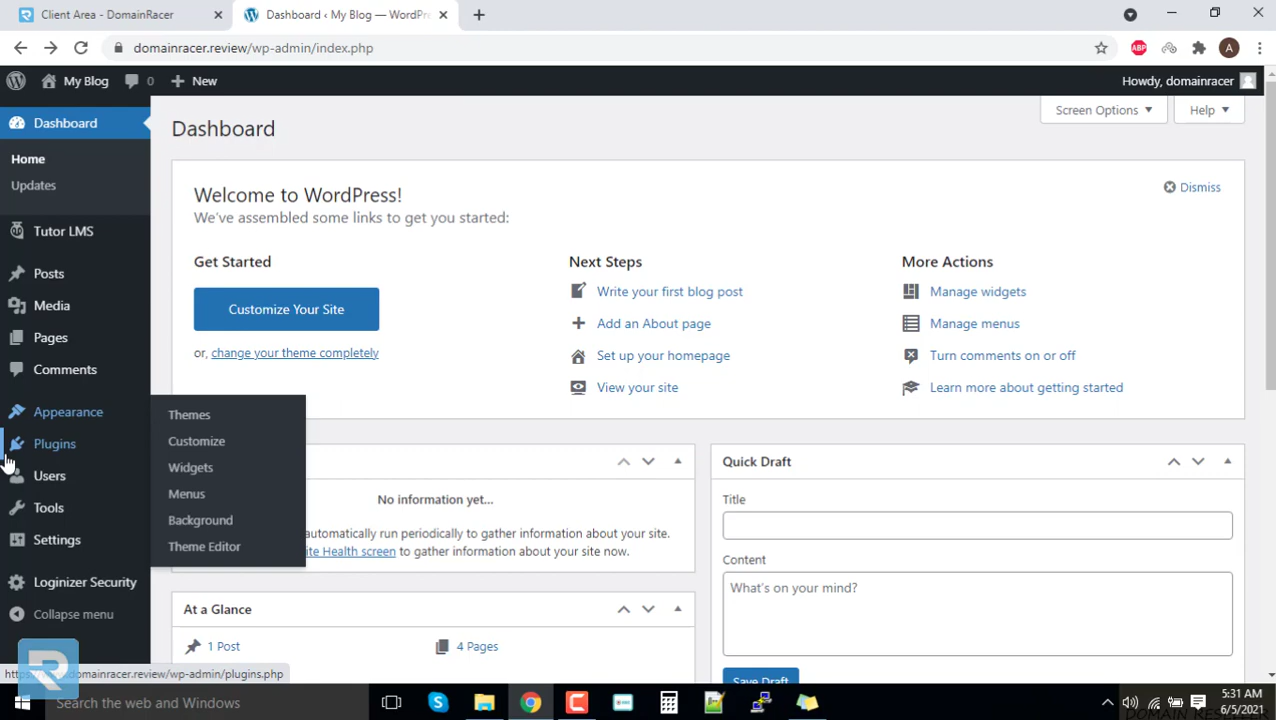 Client Area - DomainRacer
Dashboard ‹ My Blog — WordPre
domainracer.review/wp-admin/index.php
ABP
A
My Blog
0
New
Howdy, domainracer
Dashboard
Home
Updates
Tutor LMS
Posts
Media
Pages
Comments
Appearance
Plugins
Users
Tools
Settings
Loginizer Security
Collapse menu
Themes
Customize
Widgets
Menus
Background
Theme Editor
Dashboard
Screen Options
Help
Welcome to WordPress!
We've assembled some links to get you started:
Dismiss
Get Started
Customize Your Site
or, change your theme completely
Next Steps
Write your first blog post
Add an About page
Set up your homepage
View your site
More Actions
Manage widgets
Manage menus
Turn comments on or off
Learn more about getting started
No information yet...
automatically run periodically to gather information about your site.
Health screen to gather information about your site now.
At a Glance
1 Post
4 Pages
Quick Draft
Title
Content
What's on your mind?
Save Draft
domainracer.review/wp-admin/plugins.php
Search the web and Windows
5:31 AM
6/5/2021